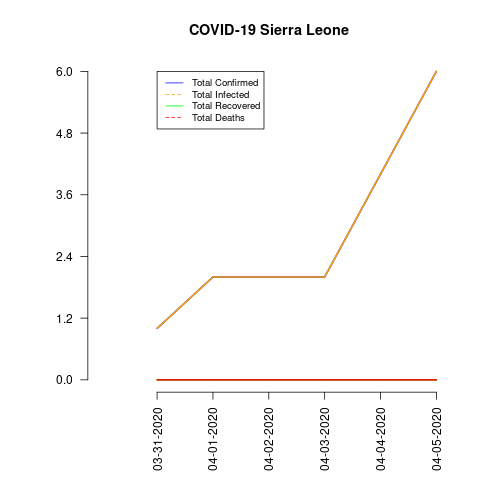 COVID-19 Sierra Leone
Total Confirmed
Total Infected
Total Recovered
Total Deaths
6.0
4.8
3.6
2.4
1.2
0.0
03-31-2020
04-01-2020
04-02-2020
04-03-2020
04-04-2020
04-05-2020